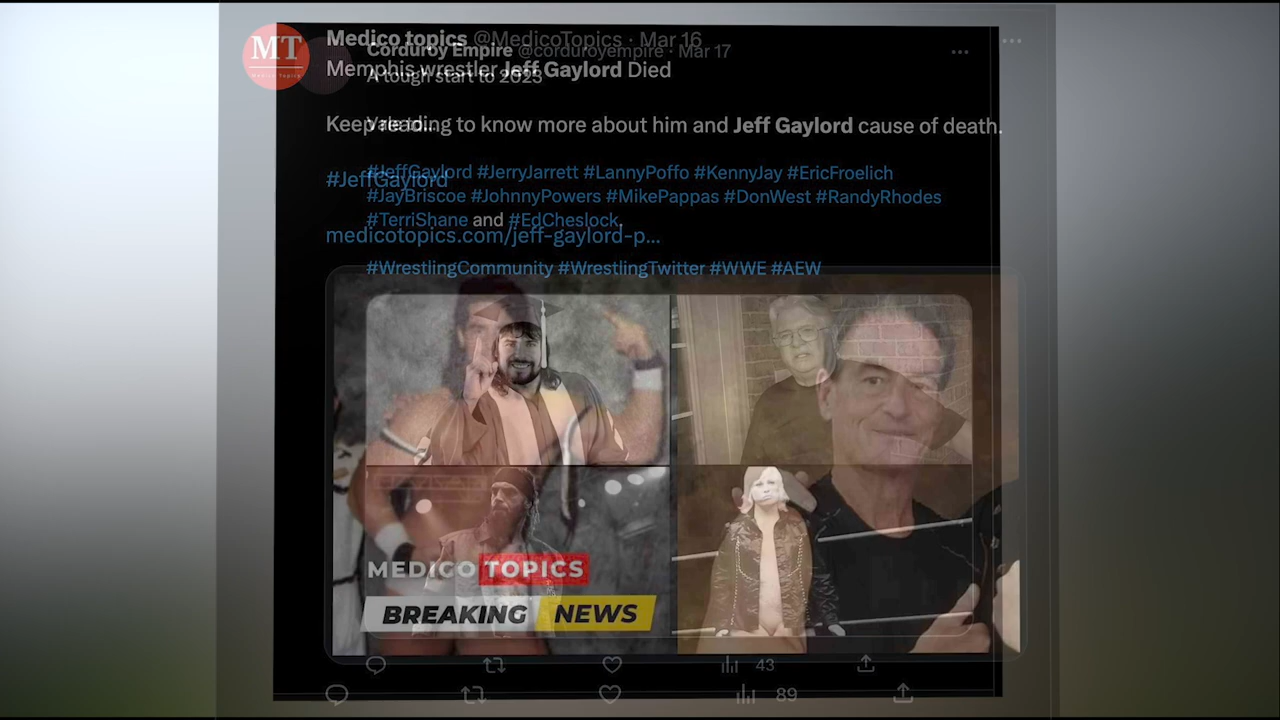 MT
Medico Topics
Medico topics @MedicoTopics · Mar 16
Corduroy Empire @corduroyempire · Mar 17
Memphis wrestler Jeff Gaylord Died
A tough start to 2023
Keep reading to know more about him and Jeff Gaylord cause of death.
#JeffGaylord #JerryJarrett #LannyPoffo #KennyJay #EricFroelich
#JeffGaylord
#JayBriscoe #JohnnyPowers #MikePappas #DonWest #RandyRhodes
#TerriShane and #EdCheslock.
medicotopics.com/jeff-gaylord-p...
#WrestlingCommunity #WrestlingTwitter #WWE #AEW
MEDICO TOPICS
BREAKING NEWS
43
89